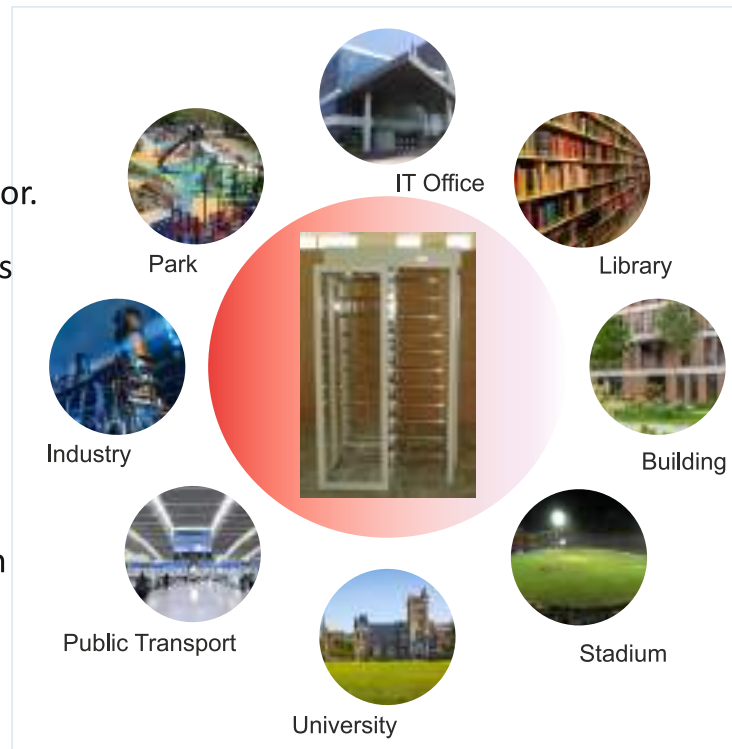 or.
s
n
IT Office
Library
Park
Industry
Building
Public Transport
Stadium
University